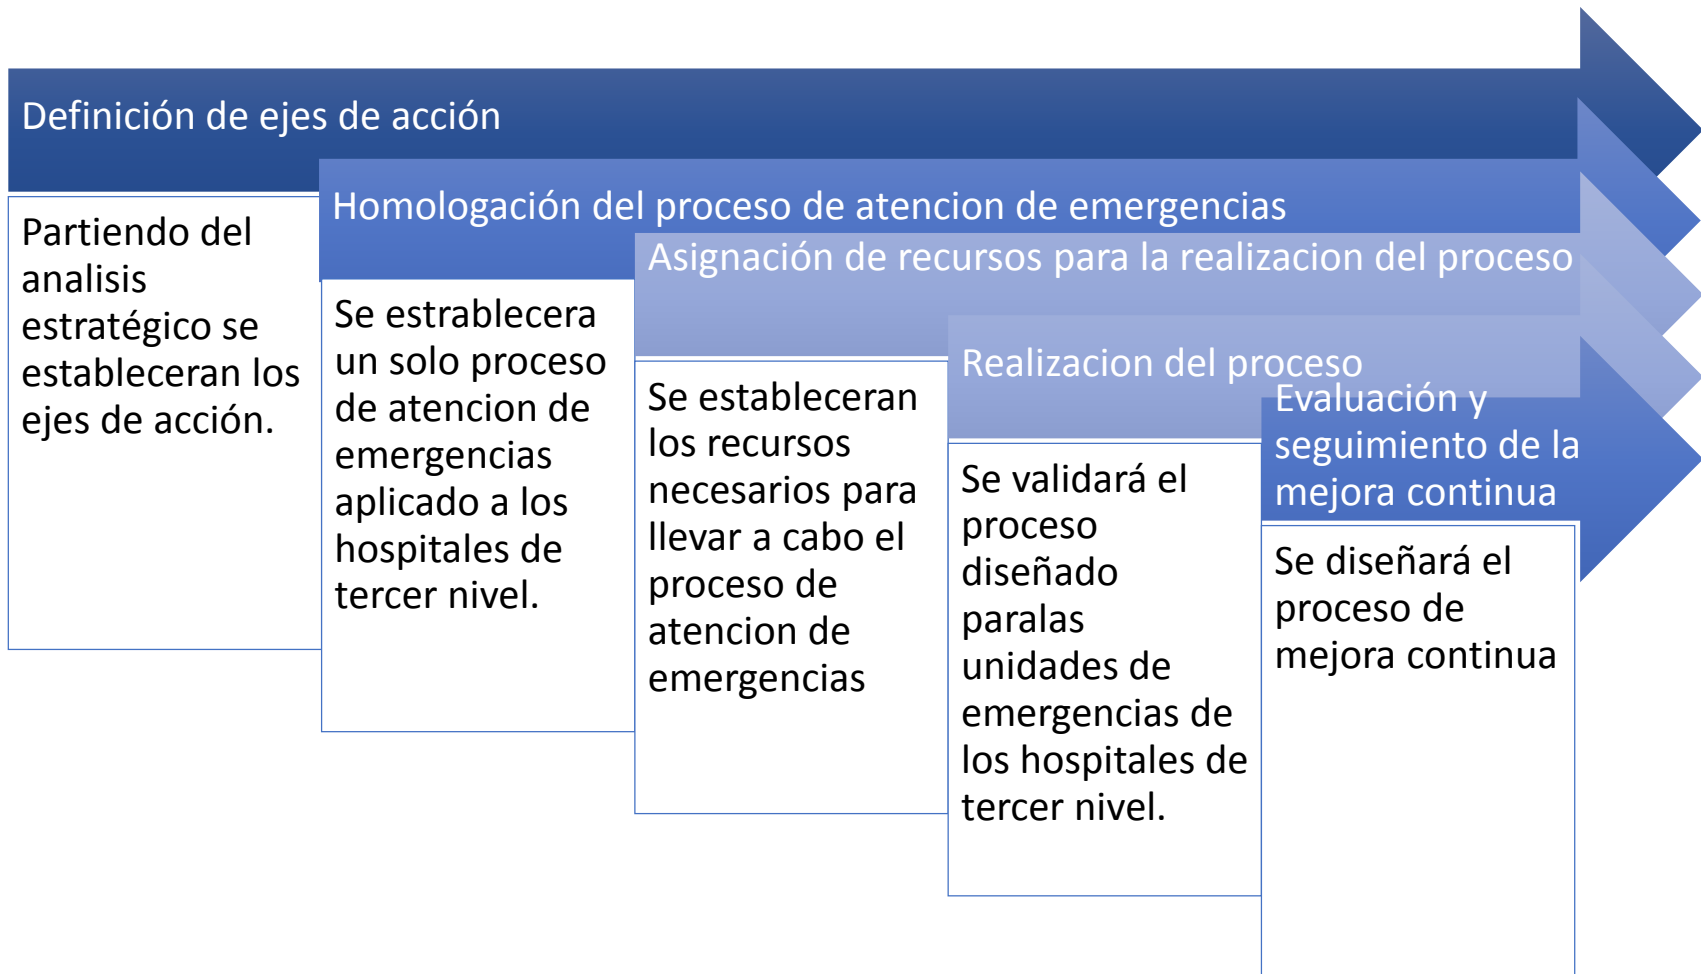 Definición de ejes de acción
Partiendo del
analisis
estratégico se
estableceran los
ejes de acción.
Homologación del proceso de atencion de emergencias
Se estrablecera
un solo proceso
de atencion de
emergencias
aplicado a los
hospitales de
tercer nivel.
Asignación de recursos para la realizacion del proceso
Se estableceran
los recursos
necesarios para
llevar a cabo el
proceso de
atencion de
emergencias
Realizacion del proceso
Se validará el
proceso
diseñado
paralas
unidades de
emergencias de
los hospitales de
tercer nivel.
Evaluación y
seguimiento de la
mejora continua
Se diseñará el
proceso de
mejora continua